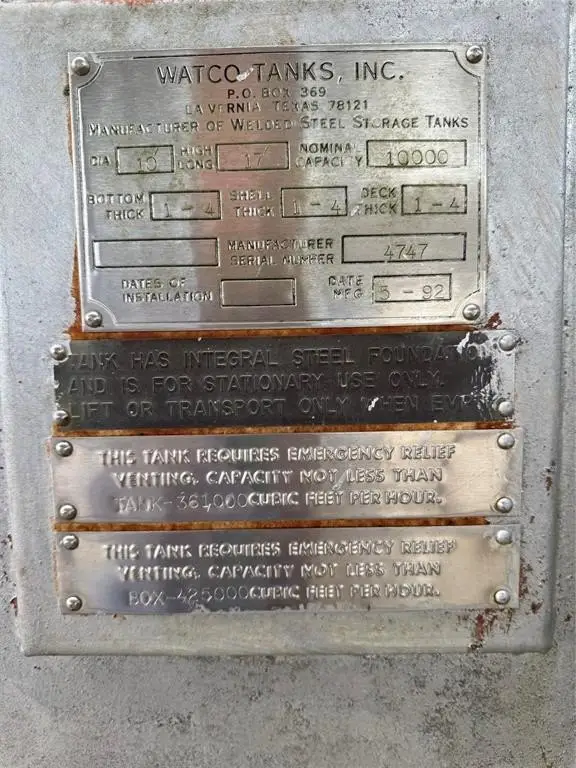 WATCO TANKS, INC.
P.O. BOX 369
LA VERNIA TEXAS 78121
MANUFACTURER OF WELDED STEEL STORAGE TANKS
DIA 10' HIGH LONG 17' NOMINAL CAPACITY 10000
BOTTOM THICK 1-4 SHELL THICK 1-4 DECK THICK 1-4
MANUFACTURER SERIAL NUMBER 4747
DATES OF INSTALLATION DATE MFG 5-92
TANK HAS INTEGRAL STEEL FOUNDATION
AND IS FOR STATIONARY USE ONLY.
LIFT OR TRANSPORT ONLY WHEN
THIS TANK REQUIRES EMERGENCY RELIEF
VENTING. CAPACITY NOT LESS THAN
TANK-361000CUBIC FEET PER HOUR.
THIS TANK REQUIRES EMERGENCY RELIEF
VENTING. CAPACITY NOT LESS THAN
BOX-425000CUBIC FEET PER HOUR.